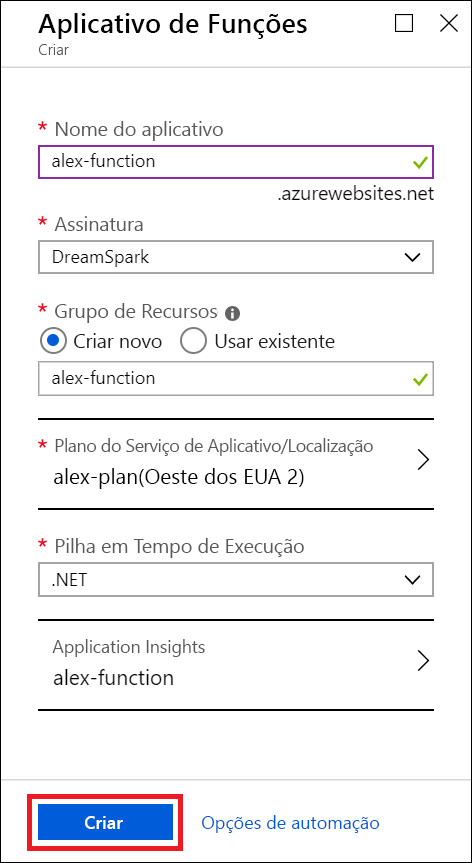 Aplicativo de Funções
Criar
* Nome do aplicativo
alex-function
.azurewebsites.net
* Assinatura
DreamSpark
* Grupo de Recursos
Criar novo Usar existente
alex-function
* Plano do Serviço de Aplicativo/Localização
alex-plan(Oeste dos EUA 2)
* Pilha em Tempo de Execução
.NET
Application Insights
alex-function
Criar Opções de automação